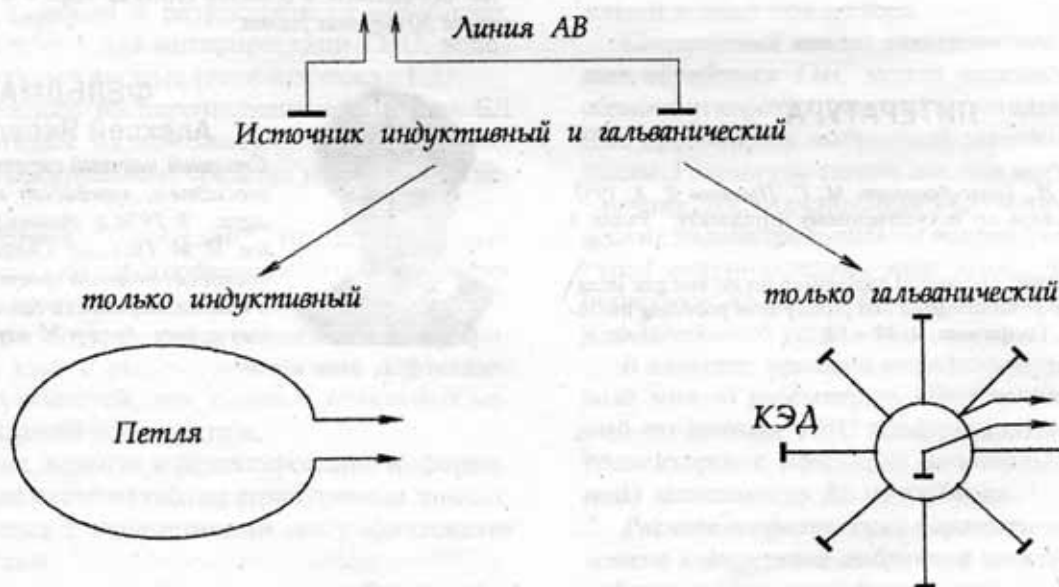 Линия АВ
Источник индуктивный и гальванический
только индуктивный
только гальванический
Петля
КЭД